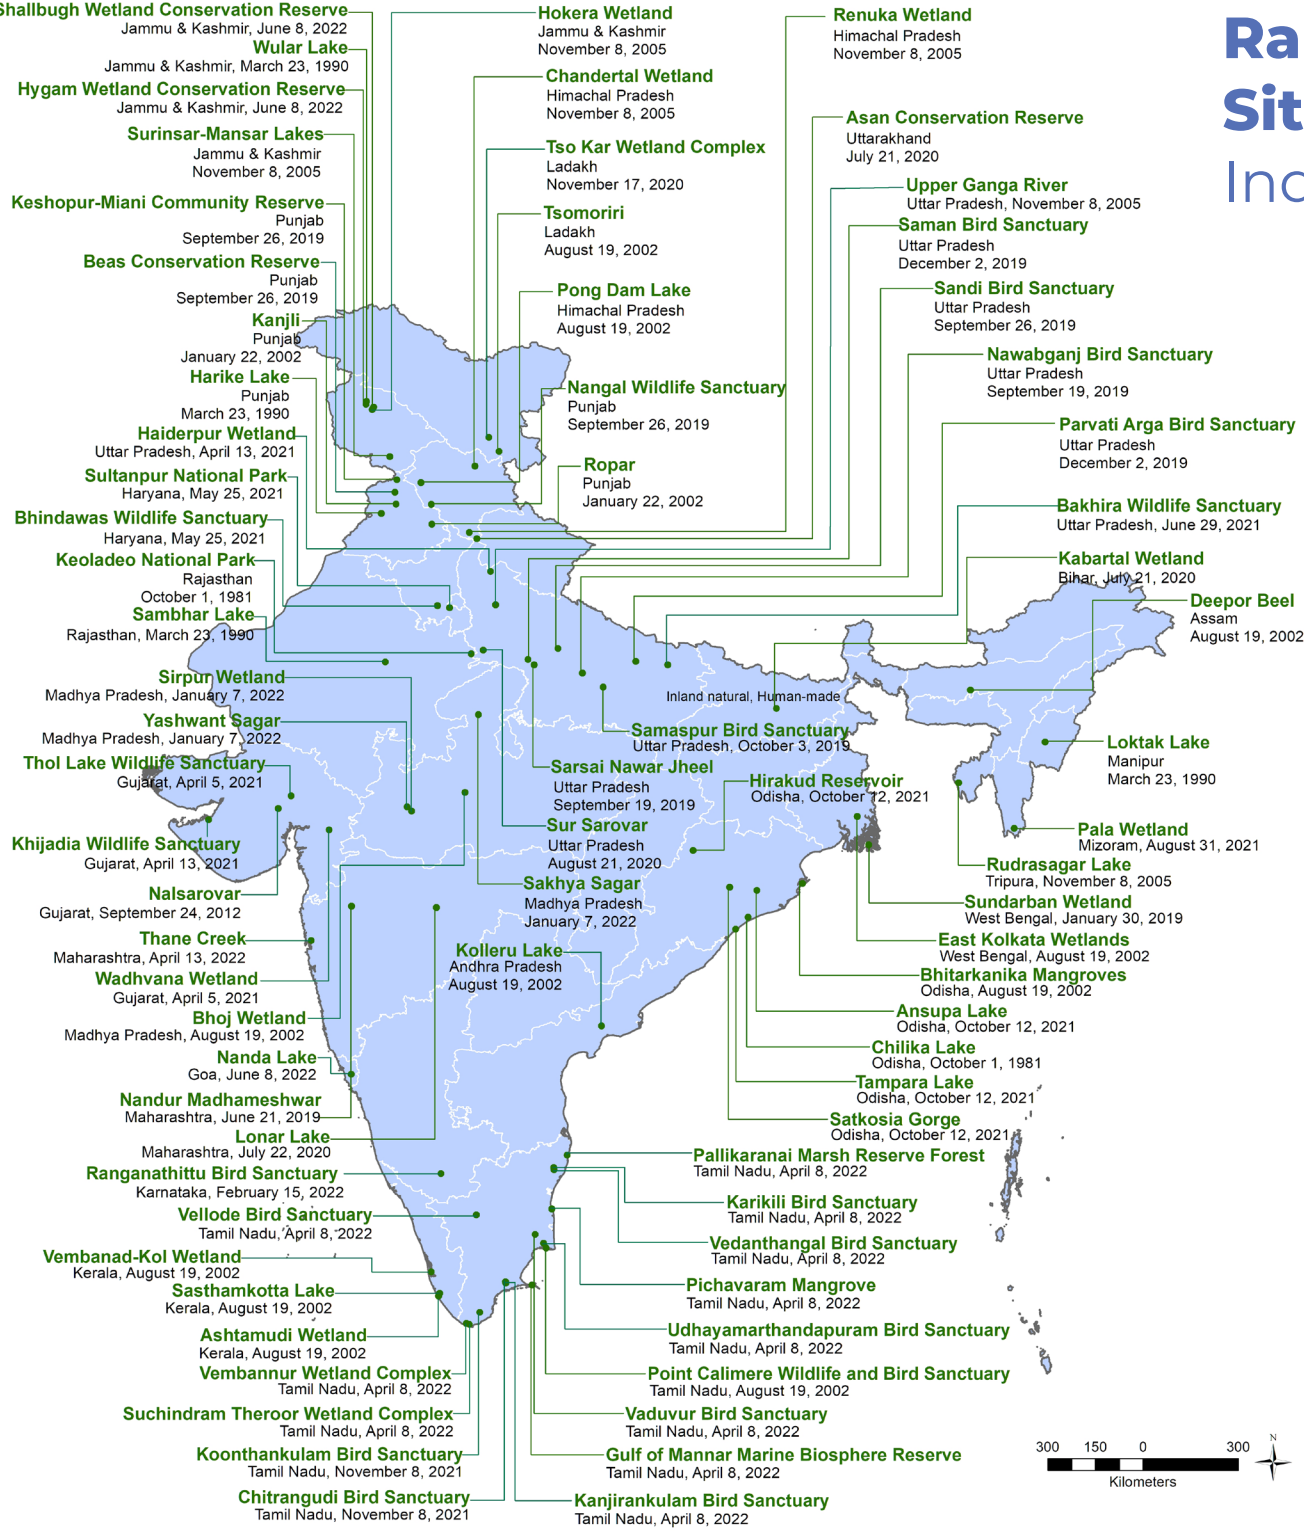 Shallbugh Wetland Conservation Reserve
Jammu & Kashmir, June 8, 2022
Wular Lake
Jammu & Kashmir, March 23, 1990
Hygam Wetland Conservation Reserve
Jammu & Kashmir, June 8, 2022
Surinsar-Mansar Lakes
Jammu & Kashmir
November 8, 2005
Keshopur-Miani Community Reserve
Punjab
September 26, 2019
Beas Conservation Reserve
Punjab
September 26, 2019
Kanjli
Punjab
January 22, 2002
Harike Lake
Punjab
March 23, 1990
Haiderpur Wetland
Uttar Pradesh, April 13, 2021
Sultanpur National Park
Haryana, May 25, 2021
Bhindawas Wildlife Sanctuary
Haryana, May 25, 2021
Keoladeo National Park
Rajasthan
October 1, 1981
Sambhar Lake
Rajasthan, March 23, 1990
Sirpur Wetland
Madhya Pradesh, January 7, 2022
Yashwant Sagar
Madhya Pradesh, January 7, 2022
Thol Lake Wildlife Sanctuary
Gujarat, April 5, 2021
Khijadia Wildlife Sanctuary
Gujarat, April 13, 2021
Nalsarovar
Gujarat, September 24, 2012
Thane Creek
Maharashtra, April 13, 2022
Wadhvana Wetland
Gujarat, April 5, 2021
Bhoj Wetland
Madhya Pradesh, August 19, 2002
Nanda Lake
Goa, June 8, 2022
Nandur Madhameshwar
Maharashtra, June 21, 2019
Lonar Lake
Maharashtra, July 22, 2020
Ranganathittu Bird Sanctuary
Karnataka, February 15, 2022
Vellode Bird Sanctuary
Tamil Nadu, April 8, 2022
Vembanad-Kol Wetland
Kerala, August 19, 2002
Sasthamkotta Lake
Kerala, August 19, 2002
Ashtamudi Wetland
Kerala, August 19, 2002
Vembannur Wetland Complex
Tamil Nadu, April 8, 2022
Suchindram Theroor Wetland Complex
Tamil Nadu, April 8, 2022
Koonthankulam Bird Sanctuary
Tamil Nadu, November 8, 2021
Chitrangudi Bird Sanctuary
Tamil Nadu, November 8, 2021
Hokera Wetland
Jammu & Kashmir
November 8, 2005
Chandertal Wetland
Himachal Pradesh
November 8, 2005
Tso Kar Wetland Complex
Ladakh
November 17, 2020
Tsomoriri
Ladakh
August 19, 2002
Pong Dam Lake
Himachal Pradesh
August 19, 2002
Nangal Wildlife Sanctuary
Punjab
September 26, 2019
Ropar
Punjab
January 22, 2002
Renuka Wetland
Himachal Pradesh
November 8, 2005
Asan Conservation Reserve
Uttarakhand
July 21, 2020
Upper Ganga River
Uttar Pradesh, November 8, 2005
Saman Bird Sanctuary
Uttar Pradesh
December 2, 2019
Sandi Bird Sanctuary
Uttar Pradesh
September 26, 2019
Nawabganj Bird Sanctuary
Uttar Pradesh
September 19, 2019
Parvati Arga Bird Sanctuary
Uttar Pradesh
December 2, 2019
Bakhira Wildlife Sanctuary
Uttar Pradesh, June 29, 2021
Kabartal Wetland
Bihar, July 21, 2020
Deepor Beel
Assam
August 19, 2002
Inland natural, Human-made
Samaspur Bird Sanctuary
Uttar Pradesh, October 3, 2019
Sarsai Nawar Jheel
Uttar Pradesh
September 19, 2019
Hirakud Reservoir
Odisha, October 12, 2021
Sur Sarovar
Uttar Pradesh
August 21, 2020
Sakhya Sagar
Madhya Pradesh
January 7, 2022
Kolleru Lake
Andhra Pradesh
August 19, 2002
Loktak Lake
Manipur
March 23, 1990
Pala Wetland
Mizoram, August 31, 2021
Rudrasagar Lake
Tripura, November 8, 2005
Sundarban Wetland
West Bengal, January 30, 2019
East Kolkata Wetlands
West Bengal, August 19, 2002
Bhitarkanika Mangroves
Odisha, August 19, 2002
Ansupa Lake
Odisha, October 12, 2021
Chilika Lake
Odisha, October 1, 1981
Tampara Lake
Odisha, October 12, 2021
Satkosia Gorge
Odisha, October 12, 2021
Pallikaranai Marsh Reserve Forest
Tamil Nadu, April 8, 2022
Karikili Bird Sanctuary
Tamil Nadu, April 8, 2022
Vedanthangal Bird Sanctuary
Tamil Nadu, April 8, 2022
Pichavaram Mangrove
Tamil Nadu, April 8, 2022
Udhayamarthandapuram Bird Sanctuary
Tamil Nadu, April 8, 2022
Point Calimere Wildlife and Bird Sanctuary
Tamil Nadu, August 19, 2002
Vaduvur Bird Sanctuary
Tamil Nadu, April 8, 2022
Gulf of Mannar Marine Biosphere Reserve
Tamil Nadu, April 8, 2022
Kanjirankulam Bird Sanctuary
Tamil Nadu, April 8, 2022
Ra
Sit
Inc
N
300 150 0 300
Kilometers